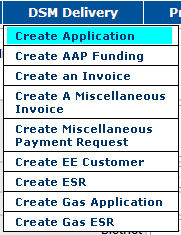 DSM Delivery
Create Application
Create AAP Funding
Create an Invoice
Create A Miscellaneous
Invoice
Create Miscellaneous
Payment Request
Create EE Customer
Create ESR
Create Gas Application
Create Gas ESR